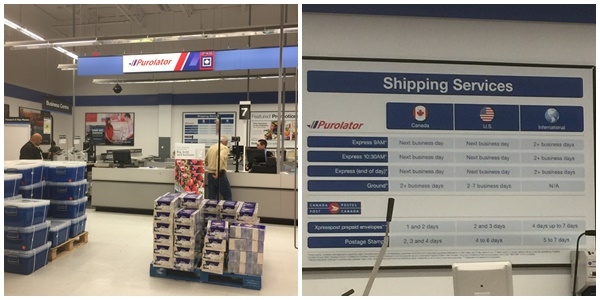 Purolator
Business Centre
Featured Promotions
7
Shipping Services
Purolator
Canada
U.S.
International
Express 9AM Next business day Next business day 2+ business days
Express 10:30AM Next business day Next business day 2+ business days
Express (end of day) Next business day Next business day 2+ business days
Ground 2+ business days 2-7 business days N/A
CANADA POSTES
POST CANADA
Xpresspost prepaid envelopes 1 and 2 days 2 and 3 days 4 days up to 7 days
Postage Stamp 2, 3 and 4 days 4 to 6 days 5 to 7 days